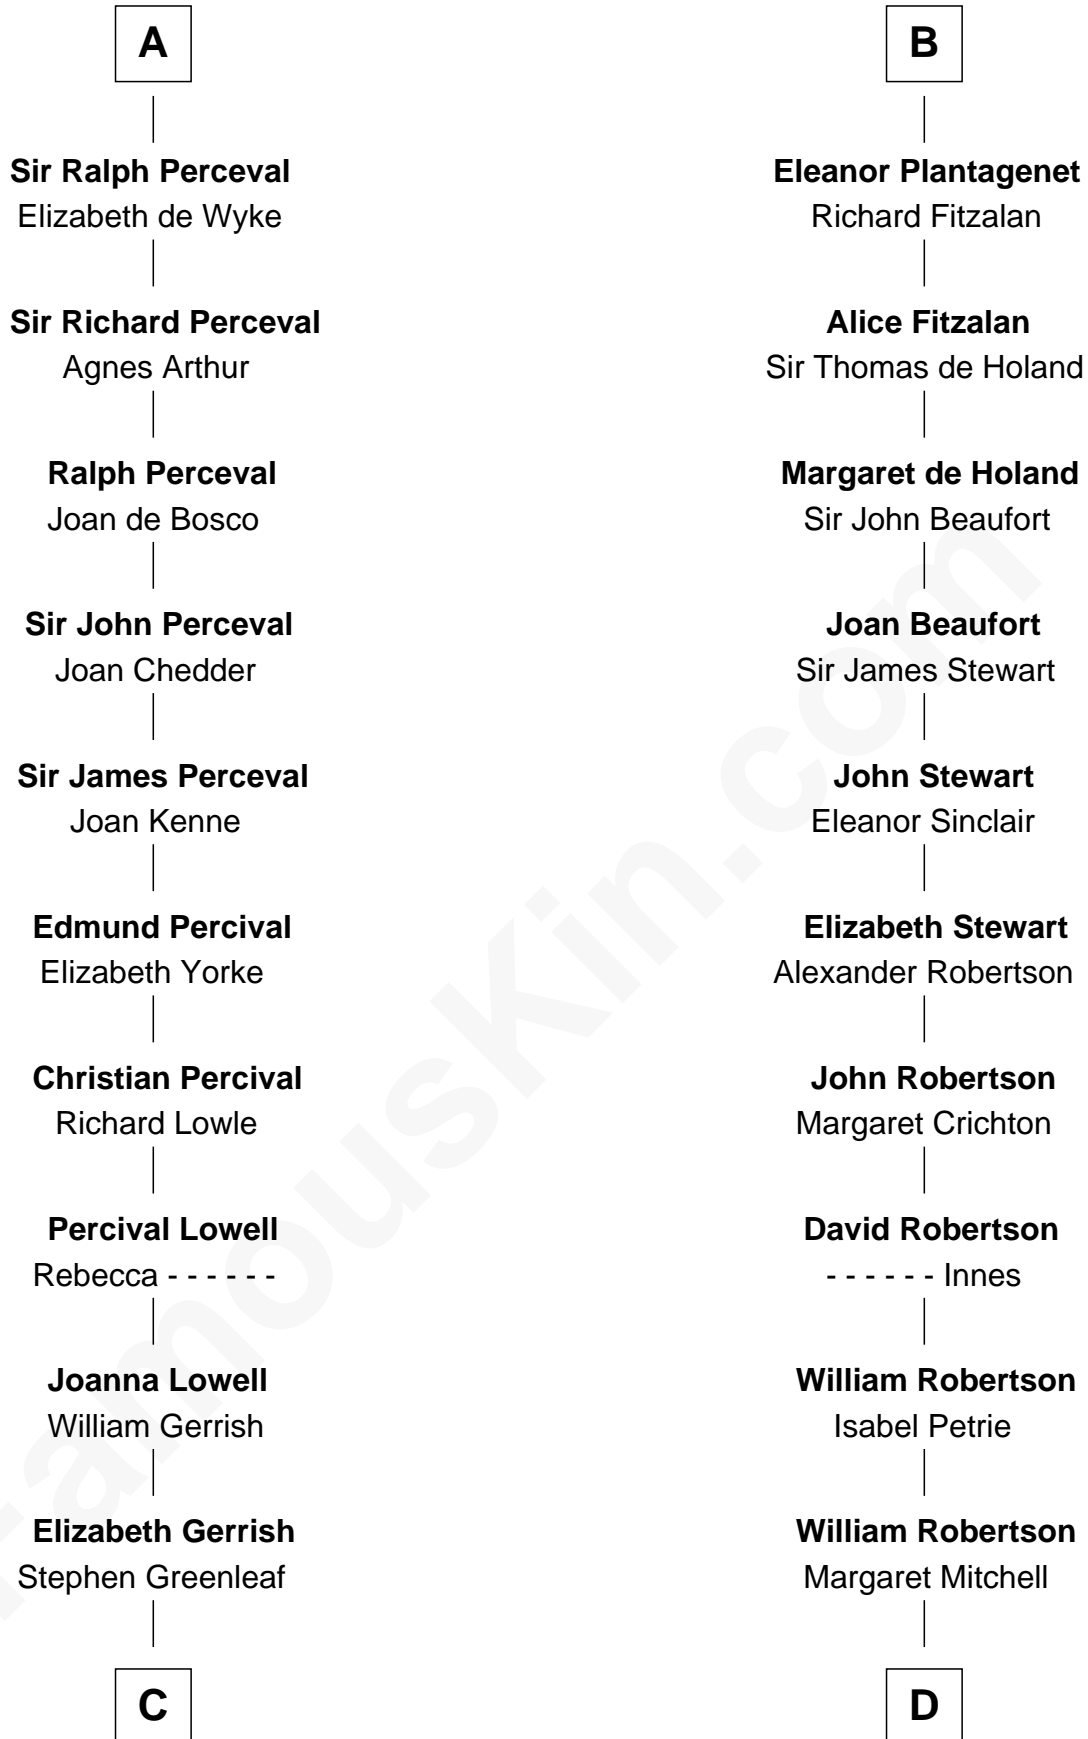 A
Sir Ralph Perceval
Elizabeth de Wyke
Sir Richard Perceval
Agnes Arthur
Ralph Perceval
Joan de Bosco
Sir John Perceval
Joan Chedder
Sir James Perceval
Joan Kenne
Edmund Percival
Elizabeth Yorke
Christian Percival
Richard Lowle
Percival Lowell
Rebecca - - - - - -
Joanna Lowell
William Gerrish
Elizabeth Gerrish
Stephen Greenleaf
C
B
Eleanor Plantagenet
Richard Fitzalan
Alice Fitzalan
Sir Thomas de Holand
Margaret de Holand
Sir John Beaufort
Joan Beaufort
Sir James Stewart
John Stewart
Eleanor Sinclair
Elizabeth Stewart
Alexander Robertson
John Robertson
Margaret Crichton
David Robertson
- - - - - - Innes
William Robertson
Isabel Petrie
William Robertson
Margaret Mitchell
D
FamousKin.com